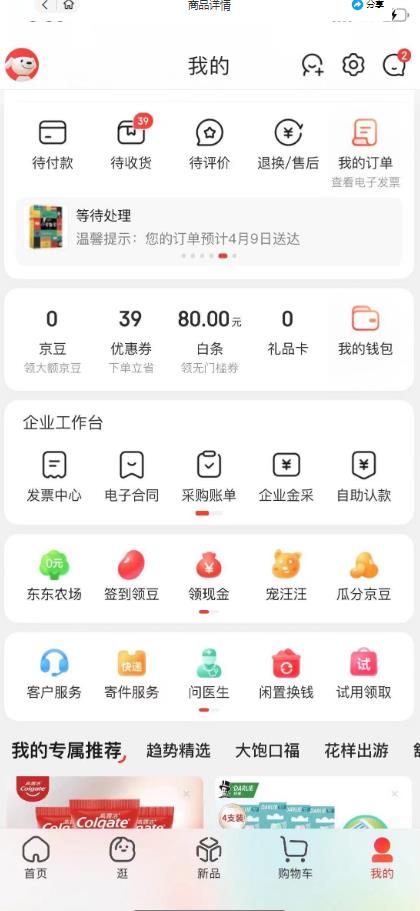 商品详情
分享
我的
2
39
待付款 待收货 待评价 退换/售后 我的订单
查看电子发票
等待处理
温馨提示：您的订单预计4月9日送达
0 39 80.00元 0
京豆 优惠券 白条 礼品卡 我的钱包
领大额京豆 下单立省 领无门槛券
企业工作台
发票中心 电子合同 采购账单 企业金采 自助认款
0元
东东农场 签到领豆 领现金 宠汪汪 瓜分京豆
快递 试
客户服务 寄件服务 问医生 闲置换钱 试用领取
我的专属推荐 趋势精选 大饱口福 花样出游
高露洁
Colgate
Colgate
DARLIE
4支装
首页 逛 新品 购物车 我的